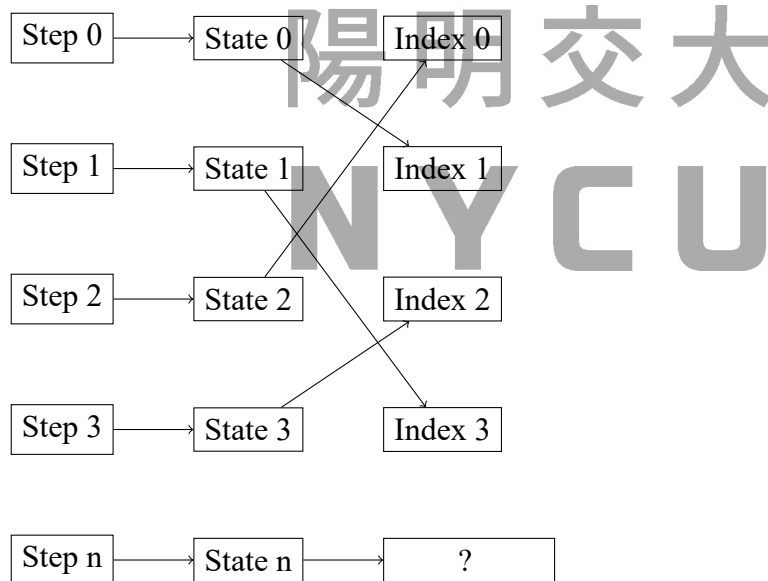 陽明交大
NYCU
Step 0 State 0 Index 0
Step 1 State 1 Index 1
Step 2 State 2 Index 2
Step 3 State 3 Index 3
Step n State n ?